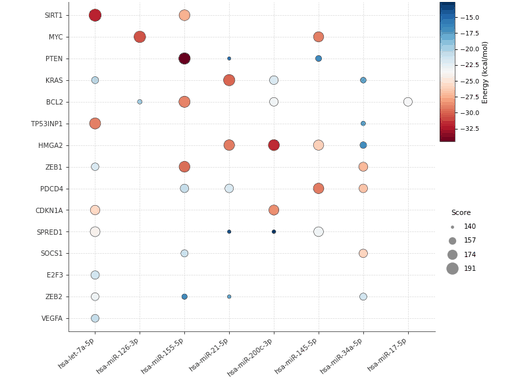 SIRT1
MYC
PTEN
KRAS
BCL2
TP53INP1
HMGA2
ZEB1
PDCD4
CDKN1A
SPRED1
SOCS1
E2F3
ZEB2
VEGFA
hsa-let-7a-5p
hsa-miR-126-3p
hsa-miR-155-5p
hsa-miR-21-5p
hsa-miR-200c-3p
hsa-miR-145-5p
hsa-miR-34a-5p
hsa-miR-17-5p
−15.0
−17.5
−20.0
−22.5
−25.0
−27.5
−30.0
−32.5
Energy (kcal/mol)
Score
140
157
174
191